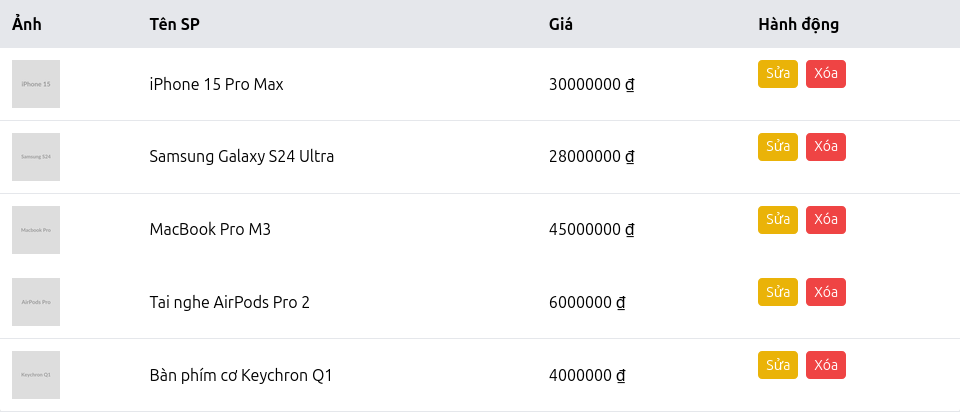 Ảnh Tên SP Giá Hành động
iPhone 15 iPhone 15 Pro Max 30000000 ₫ Sửa Xóa
Samsung S24 Samsung Galaxy S24 Ultra 28000000 ₫ Sửa Xóa
Macbook Pro MacBook Pro M3 45000000 ₫ Sửa Xóa
AirPods Pro Tai nghe AirPods Pro 2 6000000 ₫ Sửa Xóa
Keychron Q1 Bàn phím cơ Keychron Q1 4000000 ₫ Sửa Xóa